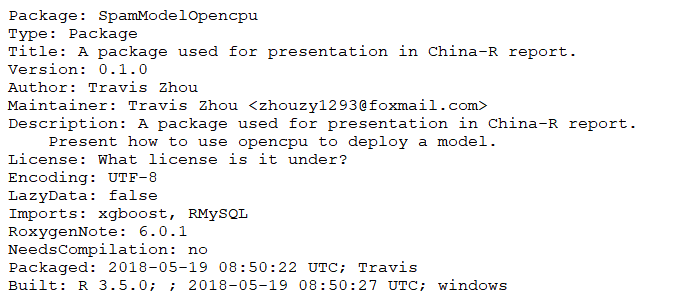 Package: SpamModelOpencpu
Type: Package
Title: A package used for presentation in China-R report.
Version: 0.1.0
Author: Travis Zhou
Maintainer: Travis Zhou <zhouzy1293@foxmail.com>
Description: A package used for presentation in China-R report.
    Present how to use opencpu to deploy a model.
License: What license is it under?
Encoding: UTF-8
LazyData: false
Imports: xgboost, RMySQL
RoxygenNote: 6.0.1
NeedsCompilation: no
Packaged: 2018-05-19 08:50:22 UTC; Travis
Built: R 3.5.0; ; 2018-05-19 08:50:27 UTC; windows